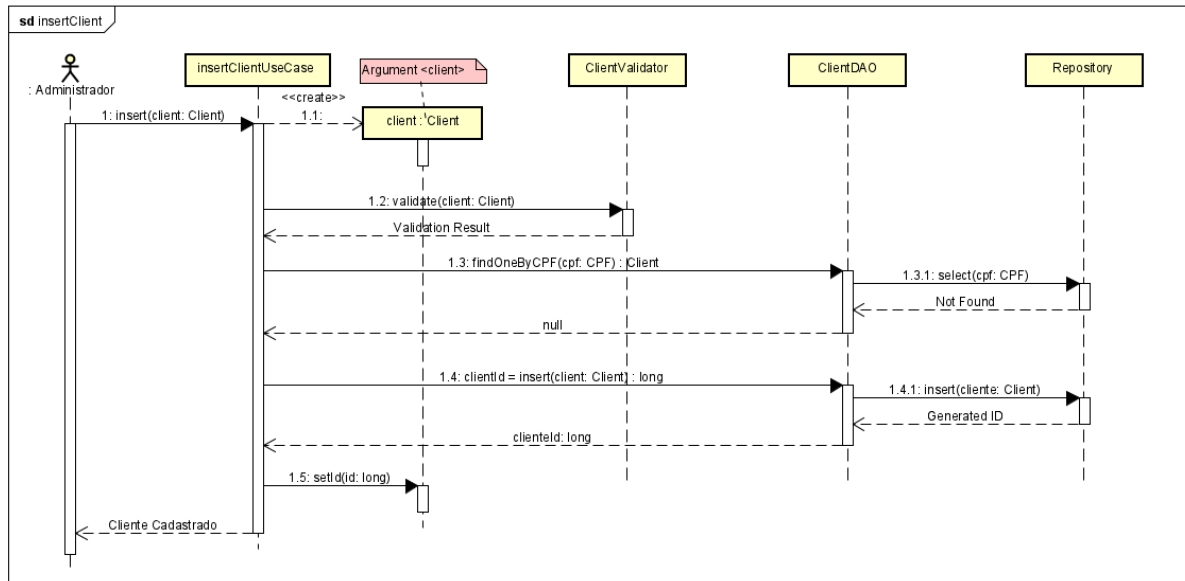 sd insertClient
: Administrador
insertClientUseCase
Argument <client>
ClientValidator
ClientDAO
Repository
<<create>>
1: insert(client: Client)
1.1:
client : Client
1.2: validate(client: Client)
Validation Result
1.3: findOneByCPF(cpf: CPF) : Client
1.3.1: select(cpf: CPF)
Not Found
null
1.4: clientId = insert(client: Client) : long
1.4.1: insert(cliente: Client)
Generated ID
clienteId: long
1.5: setId(id: long)
Cliente Cadastrado